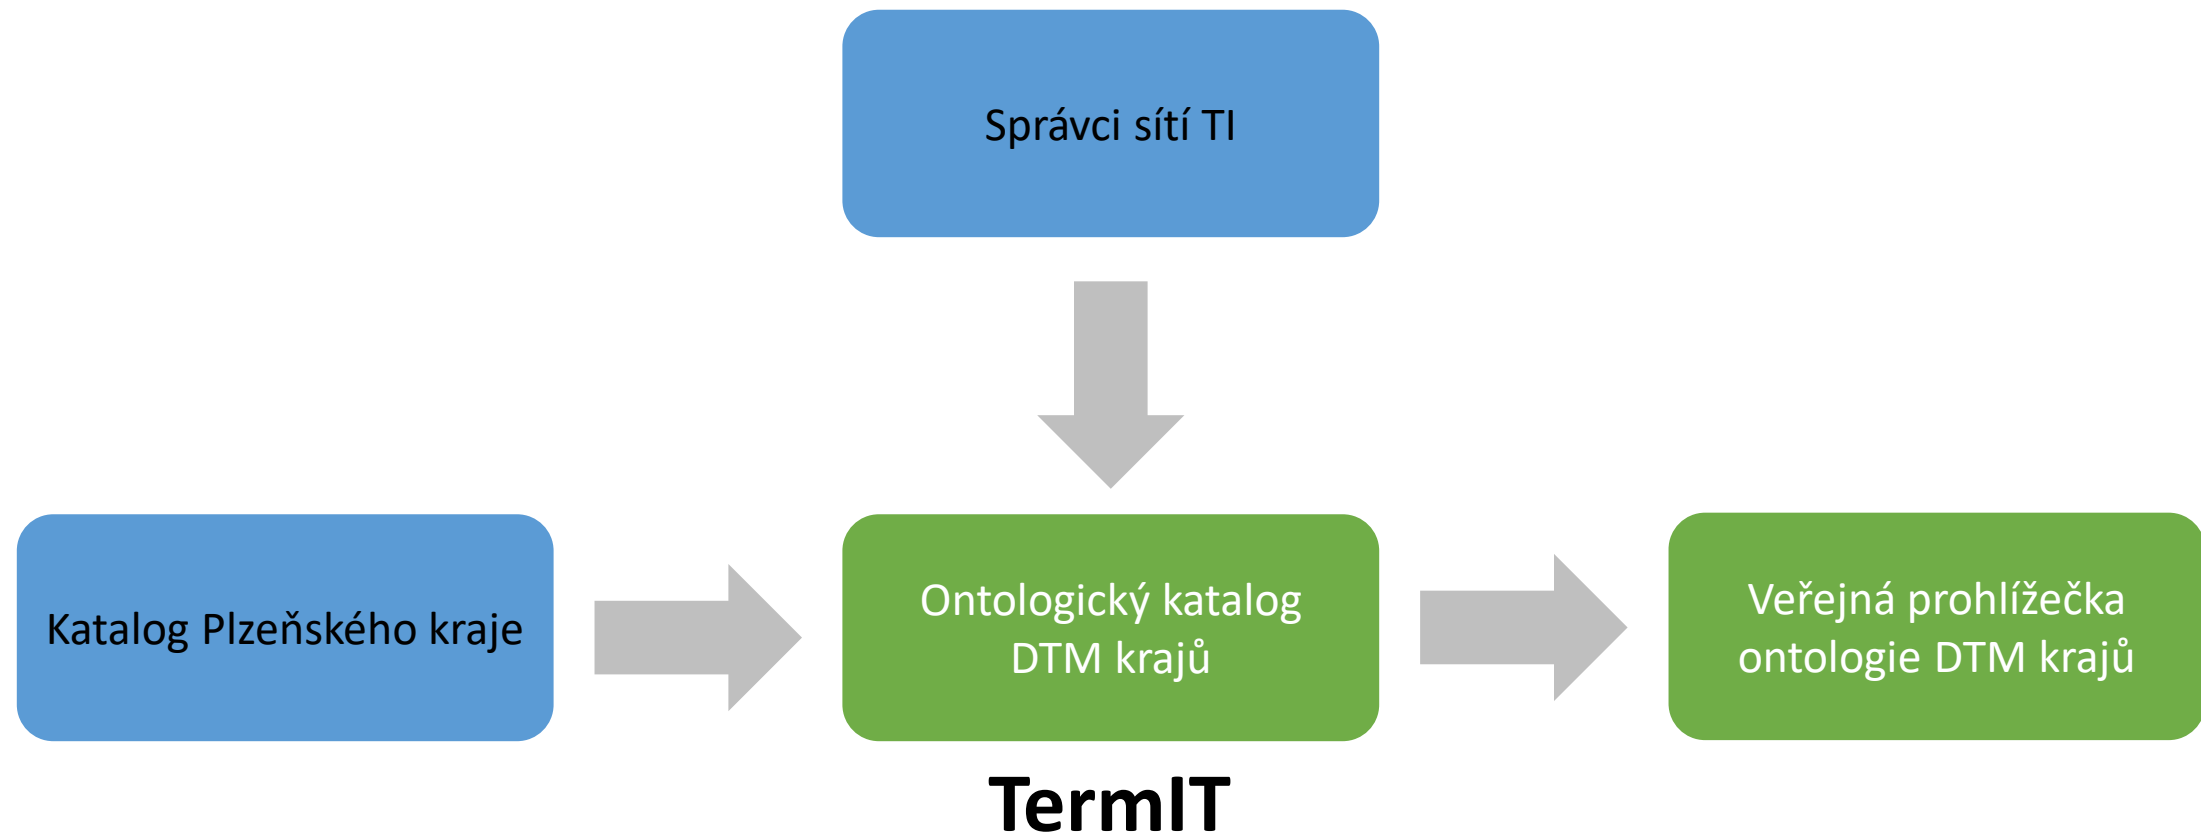 Správci sítí TI
Katalog Plzeňského kraje
Ontologický katalog
DTM krajů
Veřejná prohlížečka
ontologie DTM krajů
TermIT